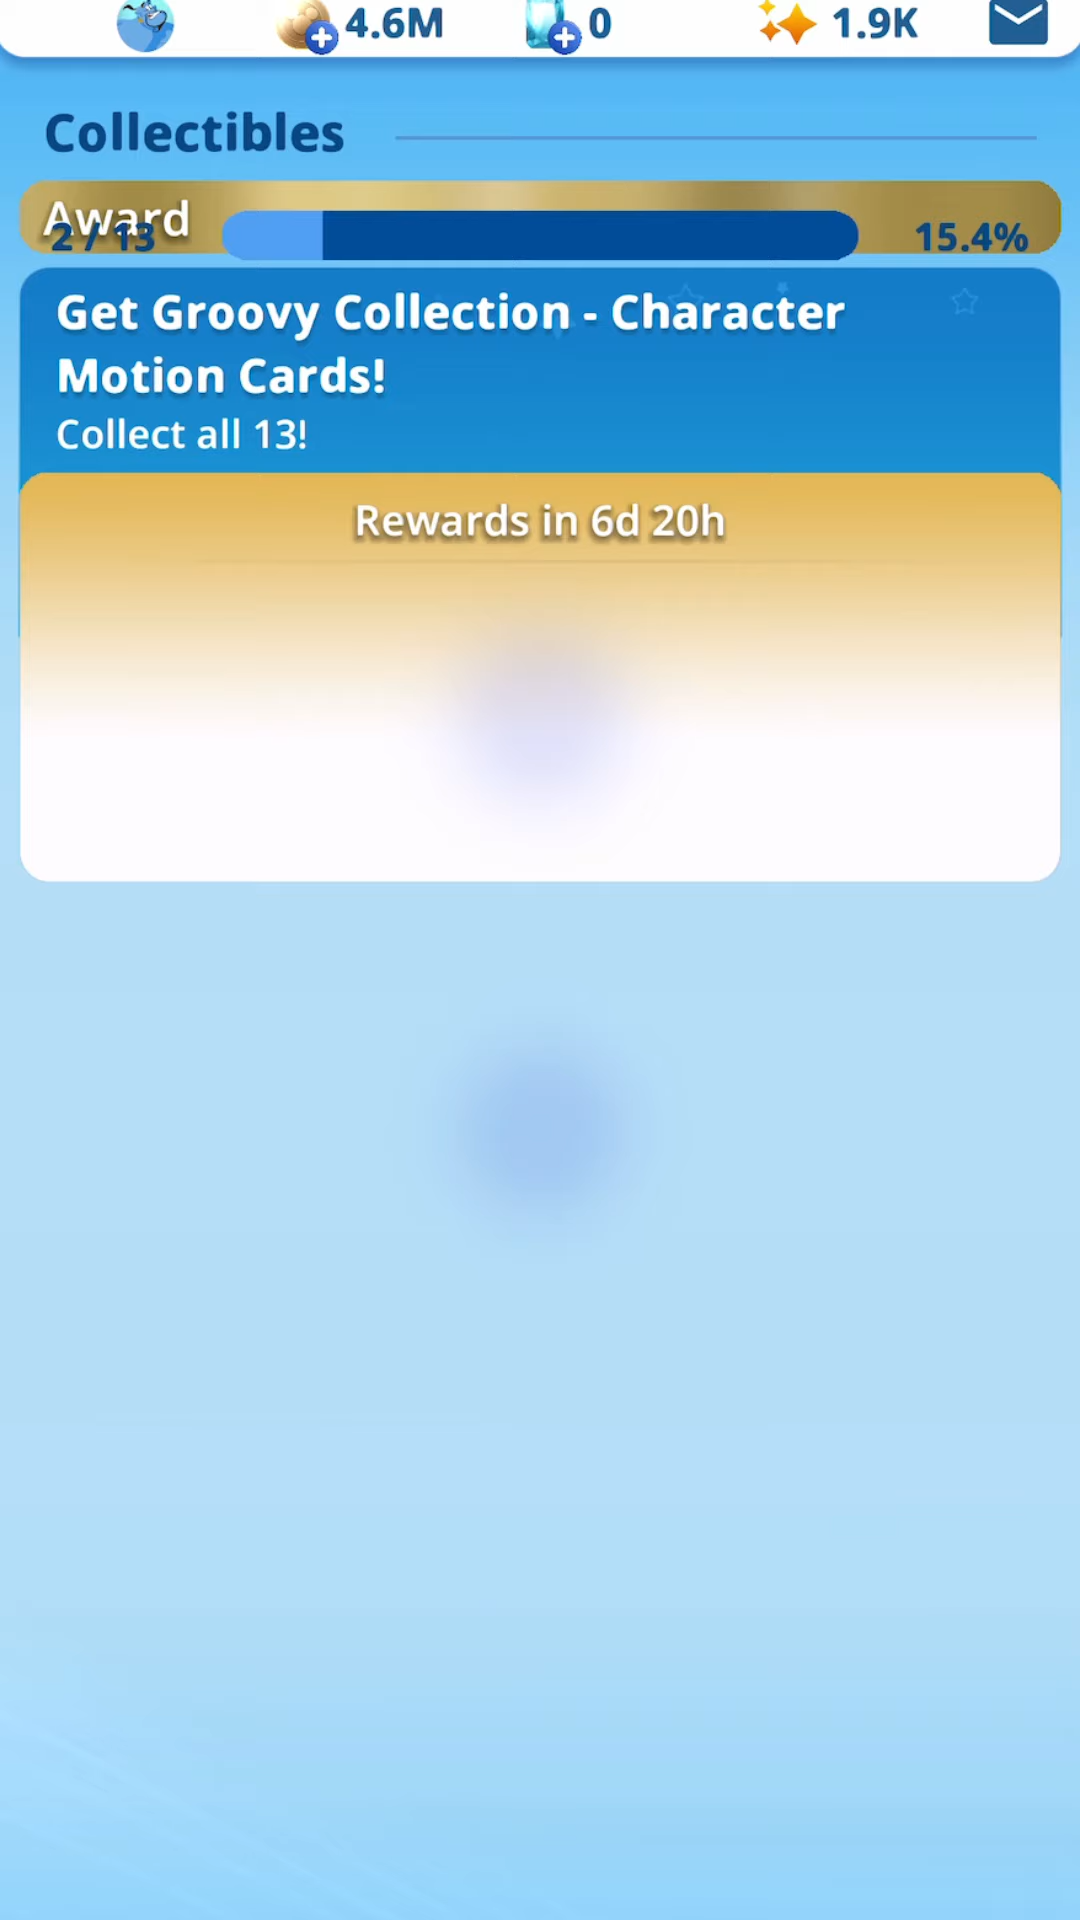 4.6M 0 1.9K
Collectibles
Award
2 / 13 15.4%
Get Groovy Collection - Character
Motion Cards!
Collect all 13!
Rewards in 6d 20h